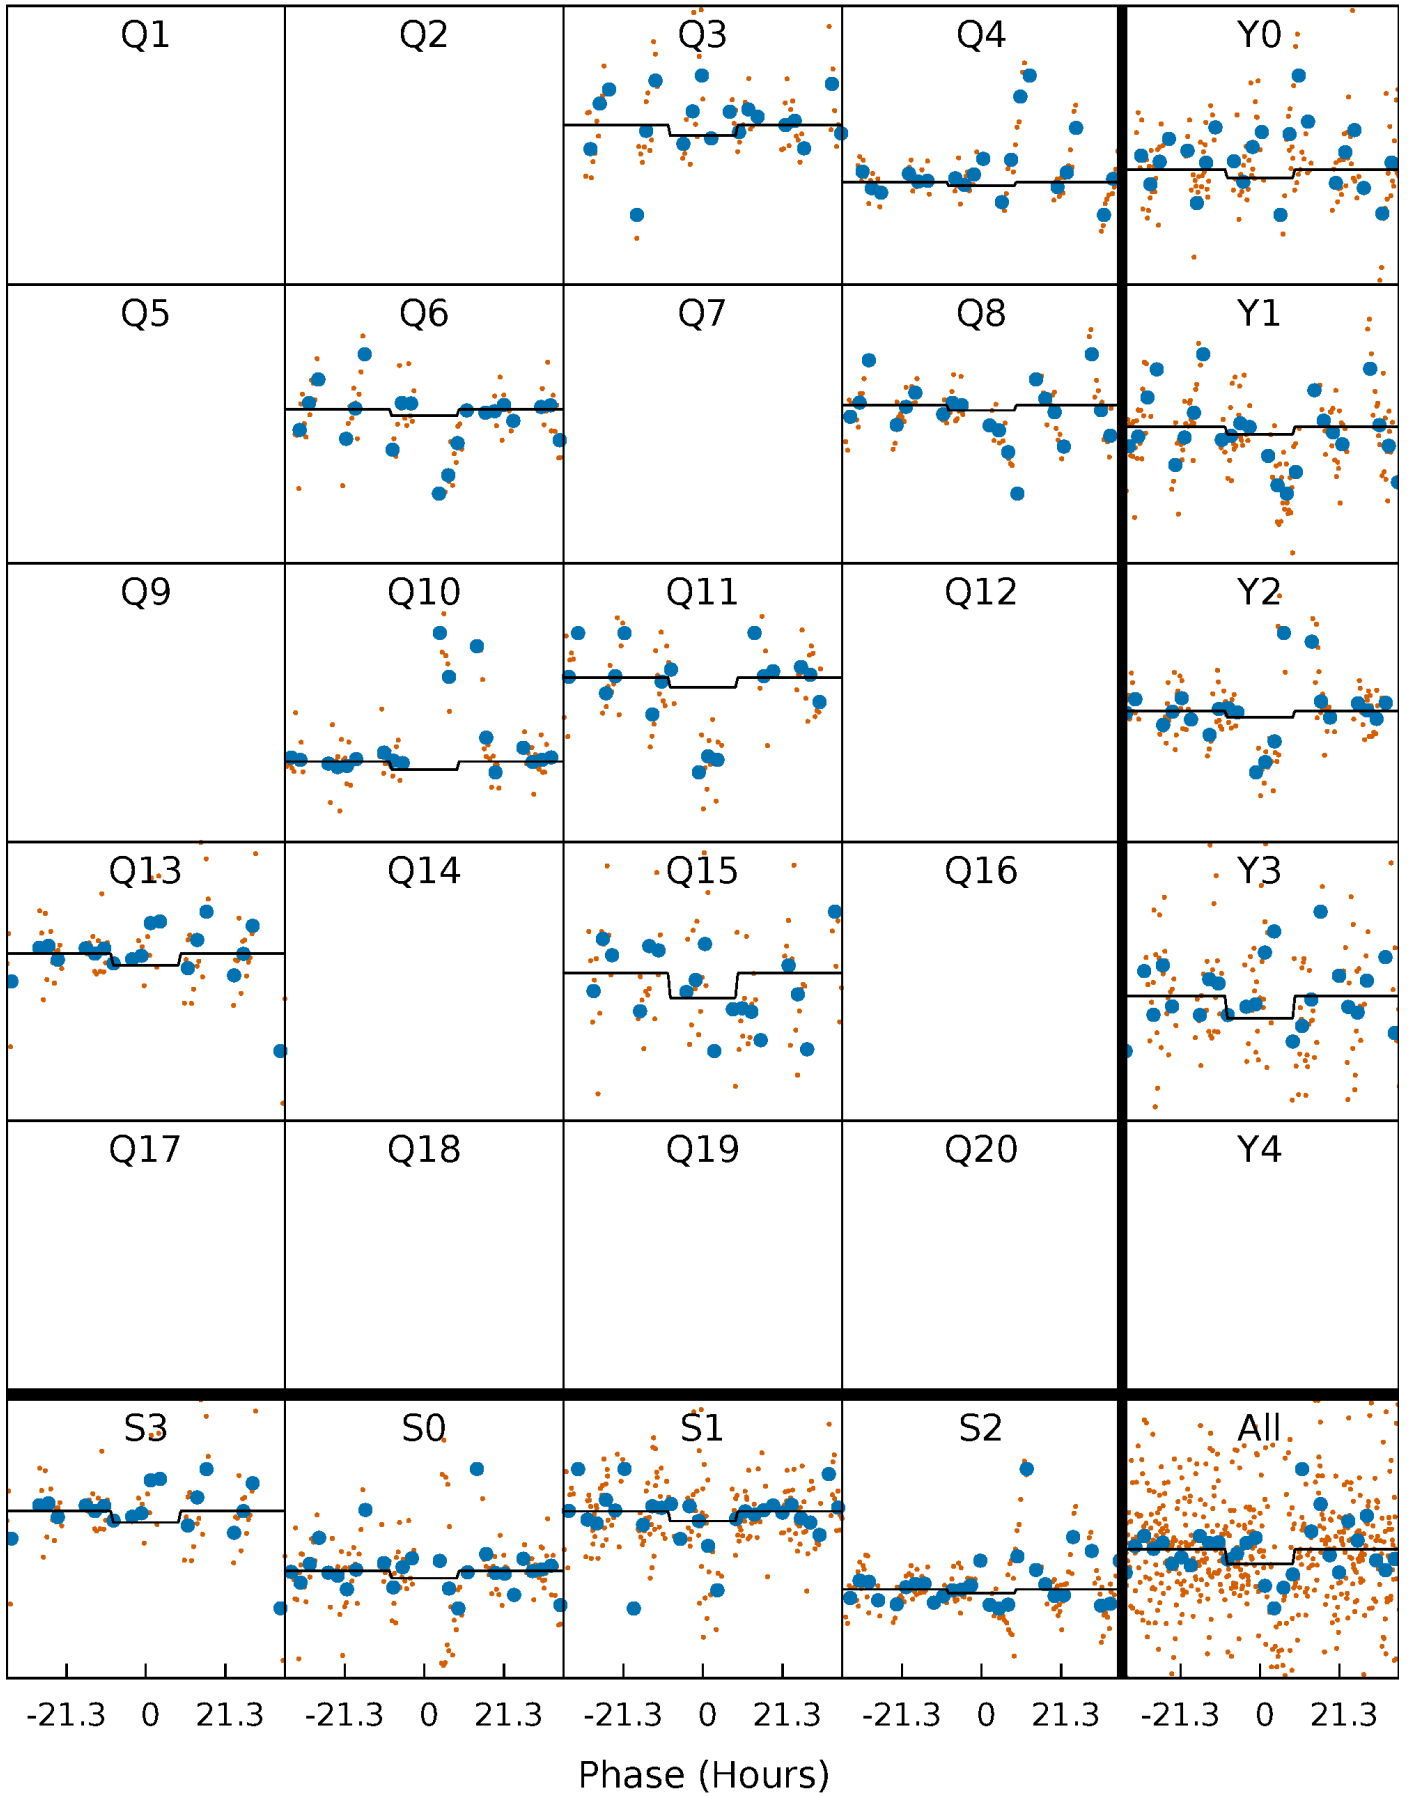 Q1 Q2 Q3 Q4 Y0
Q5 Q6 Q7 Q8 Y1
Q9 Q10 Q11 Q12 Y2
Q13 Q14 Q15 Q16 Y3
Q17 Q18 Q19 Q20 Y4
S3 S0 S1 S2 All
-21.3 0 21.3 -21.3 0 21.3 -21.3 0 21.3 -21.3 0 21.3 -21.3 0 21.3
Phase (Hours)